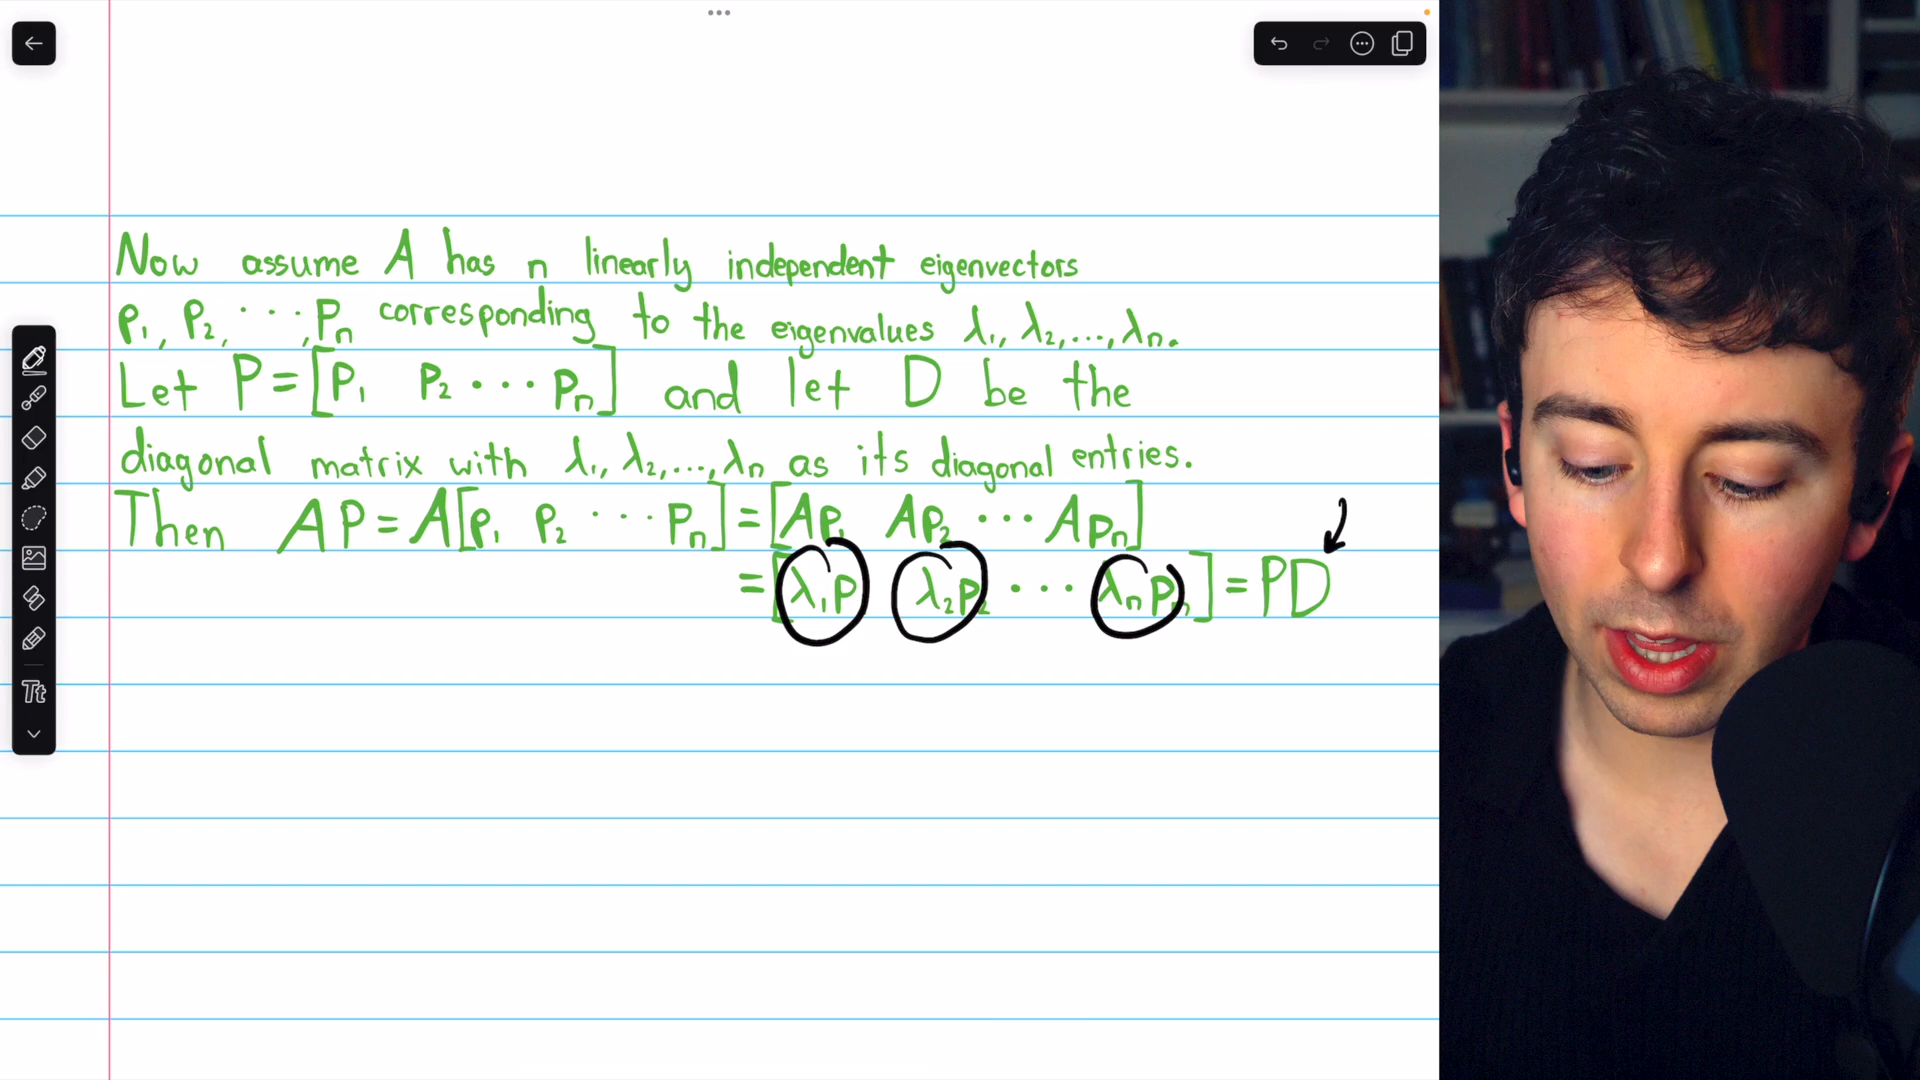 Now assume A has n linearly independent eigenvectors
p₁, p₂, ..., pₙ corresponding to the eigenvalues λ₁, λ₂, ..., λₙ.
Let P = [p₁ p₂ ... pₙ] and let D be the
diagonal matrix with λ₁, λ₂, ..., λₙ as its diagonal entries.
Then AP = A[p₁ p₂ ... pₙ] = [Ap₁ Ap₂ ... Apₙ]
= [λ₁p λ₂p₂ ... λₙpₙ] = PD
Tt